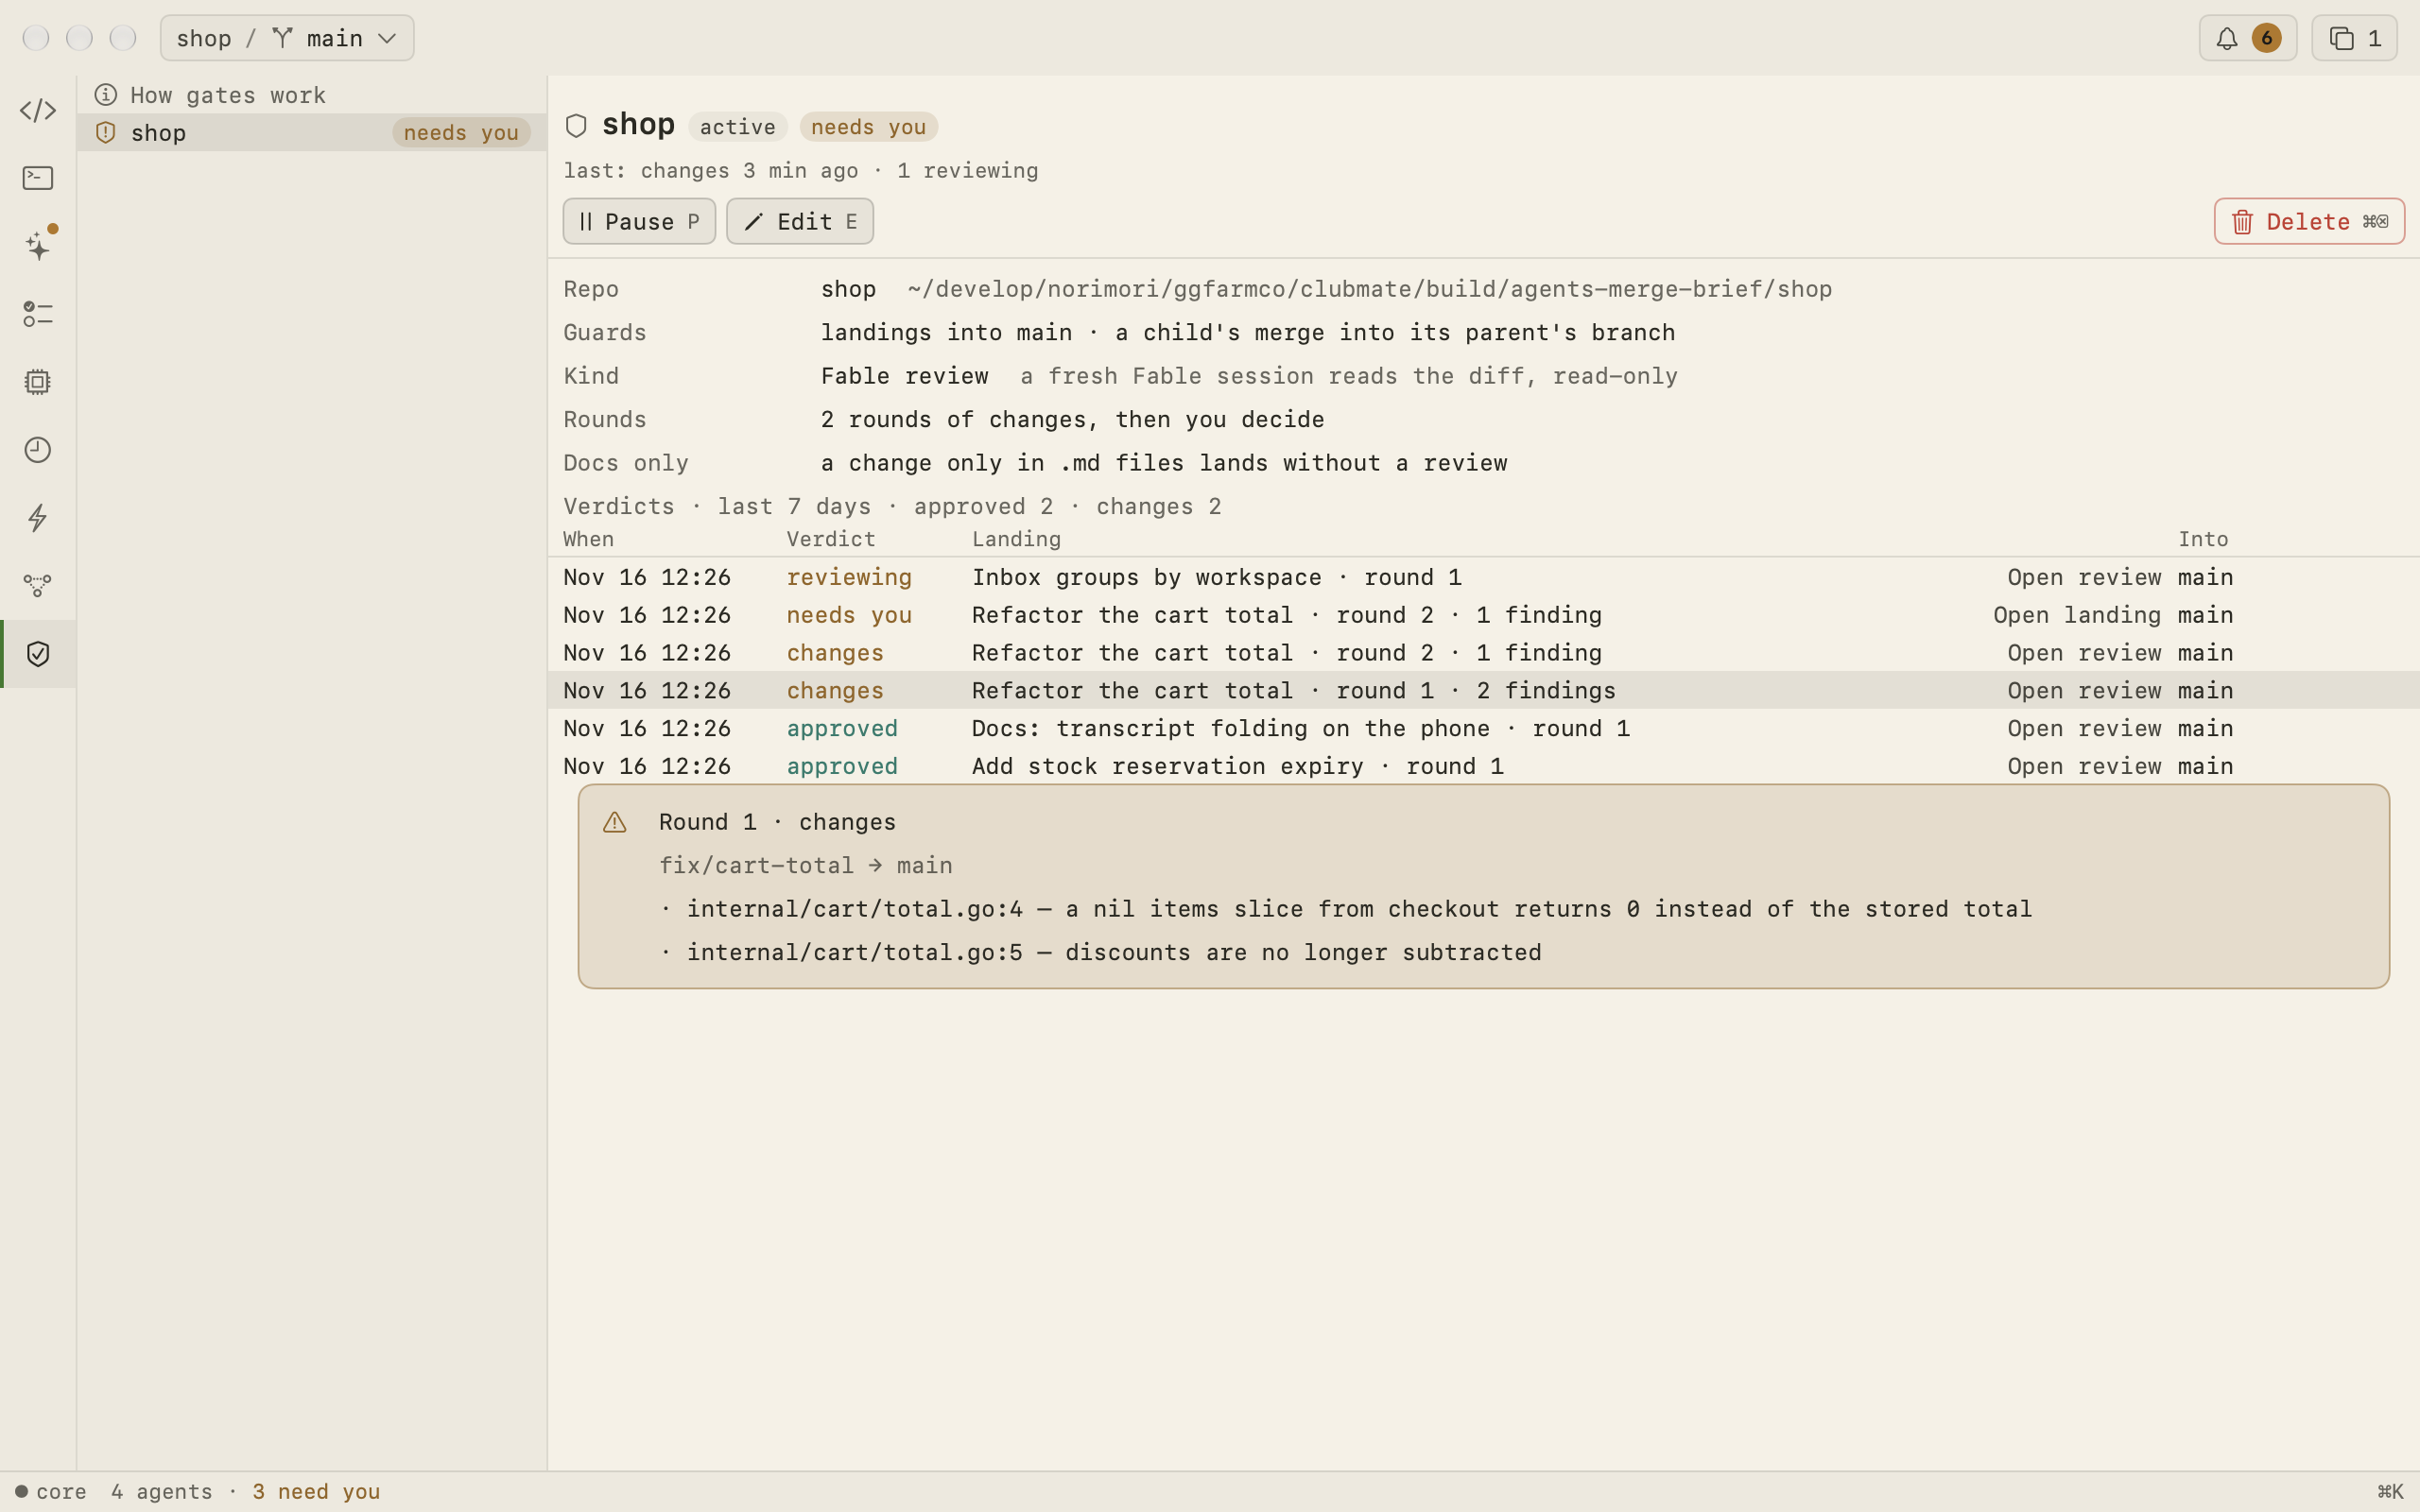 shop / main
6
1
How gates work
shop needs you
shop active needs you
last: changes 3 min ago · 1 reviewing
Pause P
Edit E
Delete ⌘⌫
Repo shop ~/develop/norimori/ggfarmco/clubmate/build/agents-merge-brief/shop
Guards landings into main · a child's merge into its parent's branch
Kind Fable review a fresh Fable session reads the diff, read-only
Rounds 2 rounds of changes, then you decide
Docs only a change only in .md files lands without a review
Verdicts · last 7 days · approved 2 · changes 2
When Verdict Landing Into
Nov 16 12:26 reviewing Inbox groups by workspace · round 1 Open review main
Nov 16 12:26 needs you Refactor the cart total · round 2 · 1 finding Open landing main
Nov 16 12:26 changes Refactor the cart total · round 2 · 1 finding Open review main
Nov 16 12:26 changes Refactor the cart total · round 1 · 2 findings Open review main
Nov 16 12:26 approved Docs: transcript folding on the phone · round 1 Open review main
Nov 16 12:26 approved Add stock reservation expiry · round 1 Open review main
Round 1 · changes
fix/cart-total → main
· internal/cart/total.go:4 — a nil items slice from checkout returns 0 instead of the stored total
· internal/cart/total.go:5 — discounts are no longer subtracted
core 4 agents · 3 need you
⌘K